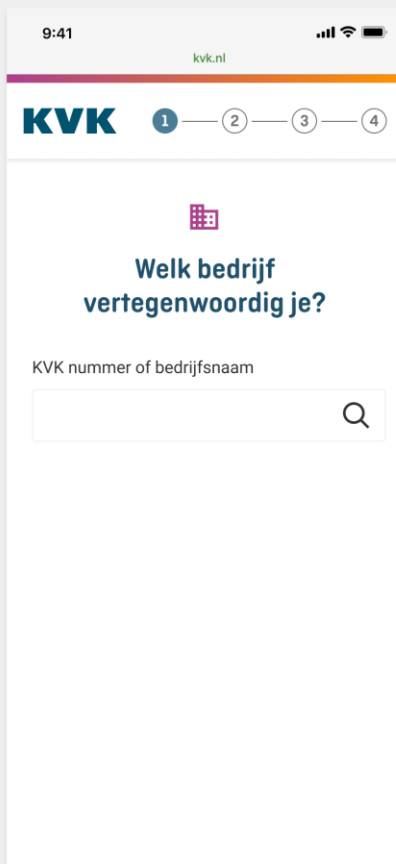 9:41
kvk.nl
KVK 1 2 3 4
Welk bedrijf
vertegenwoordig je?
KVK nummer of bedrijfsnaam